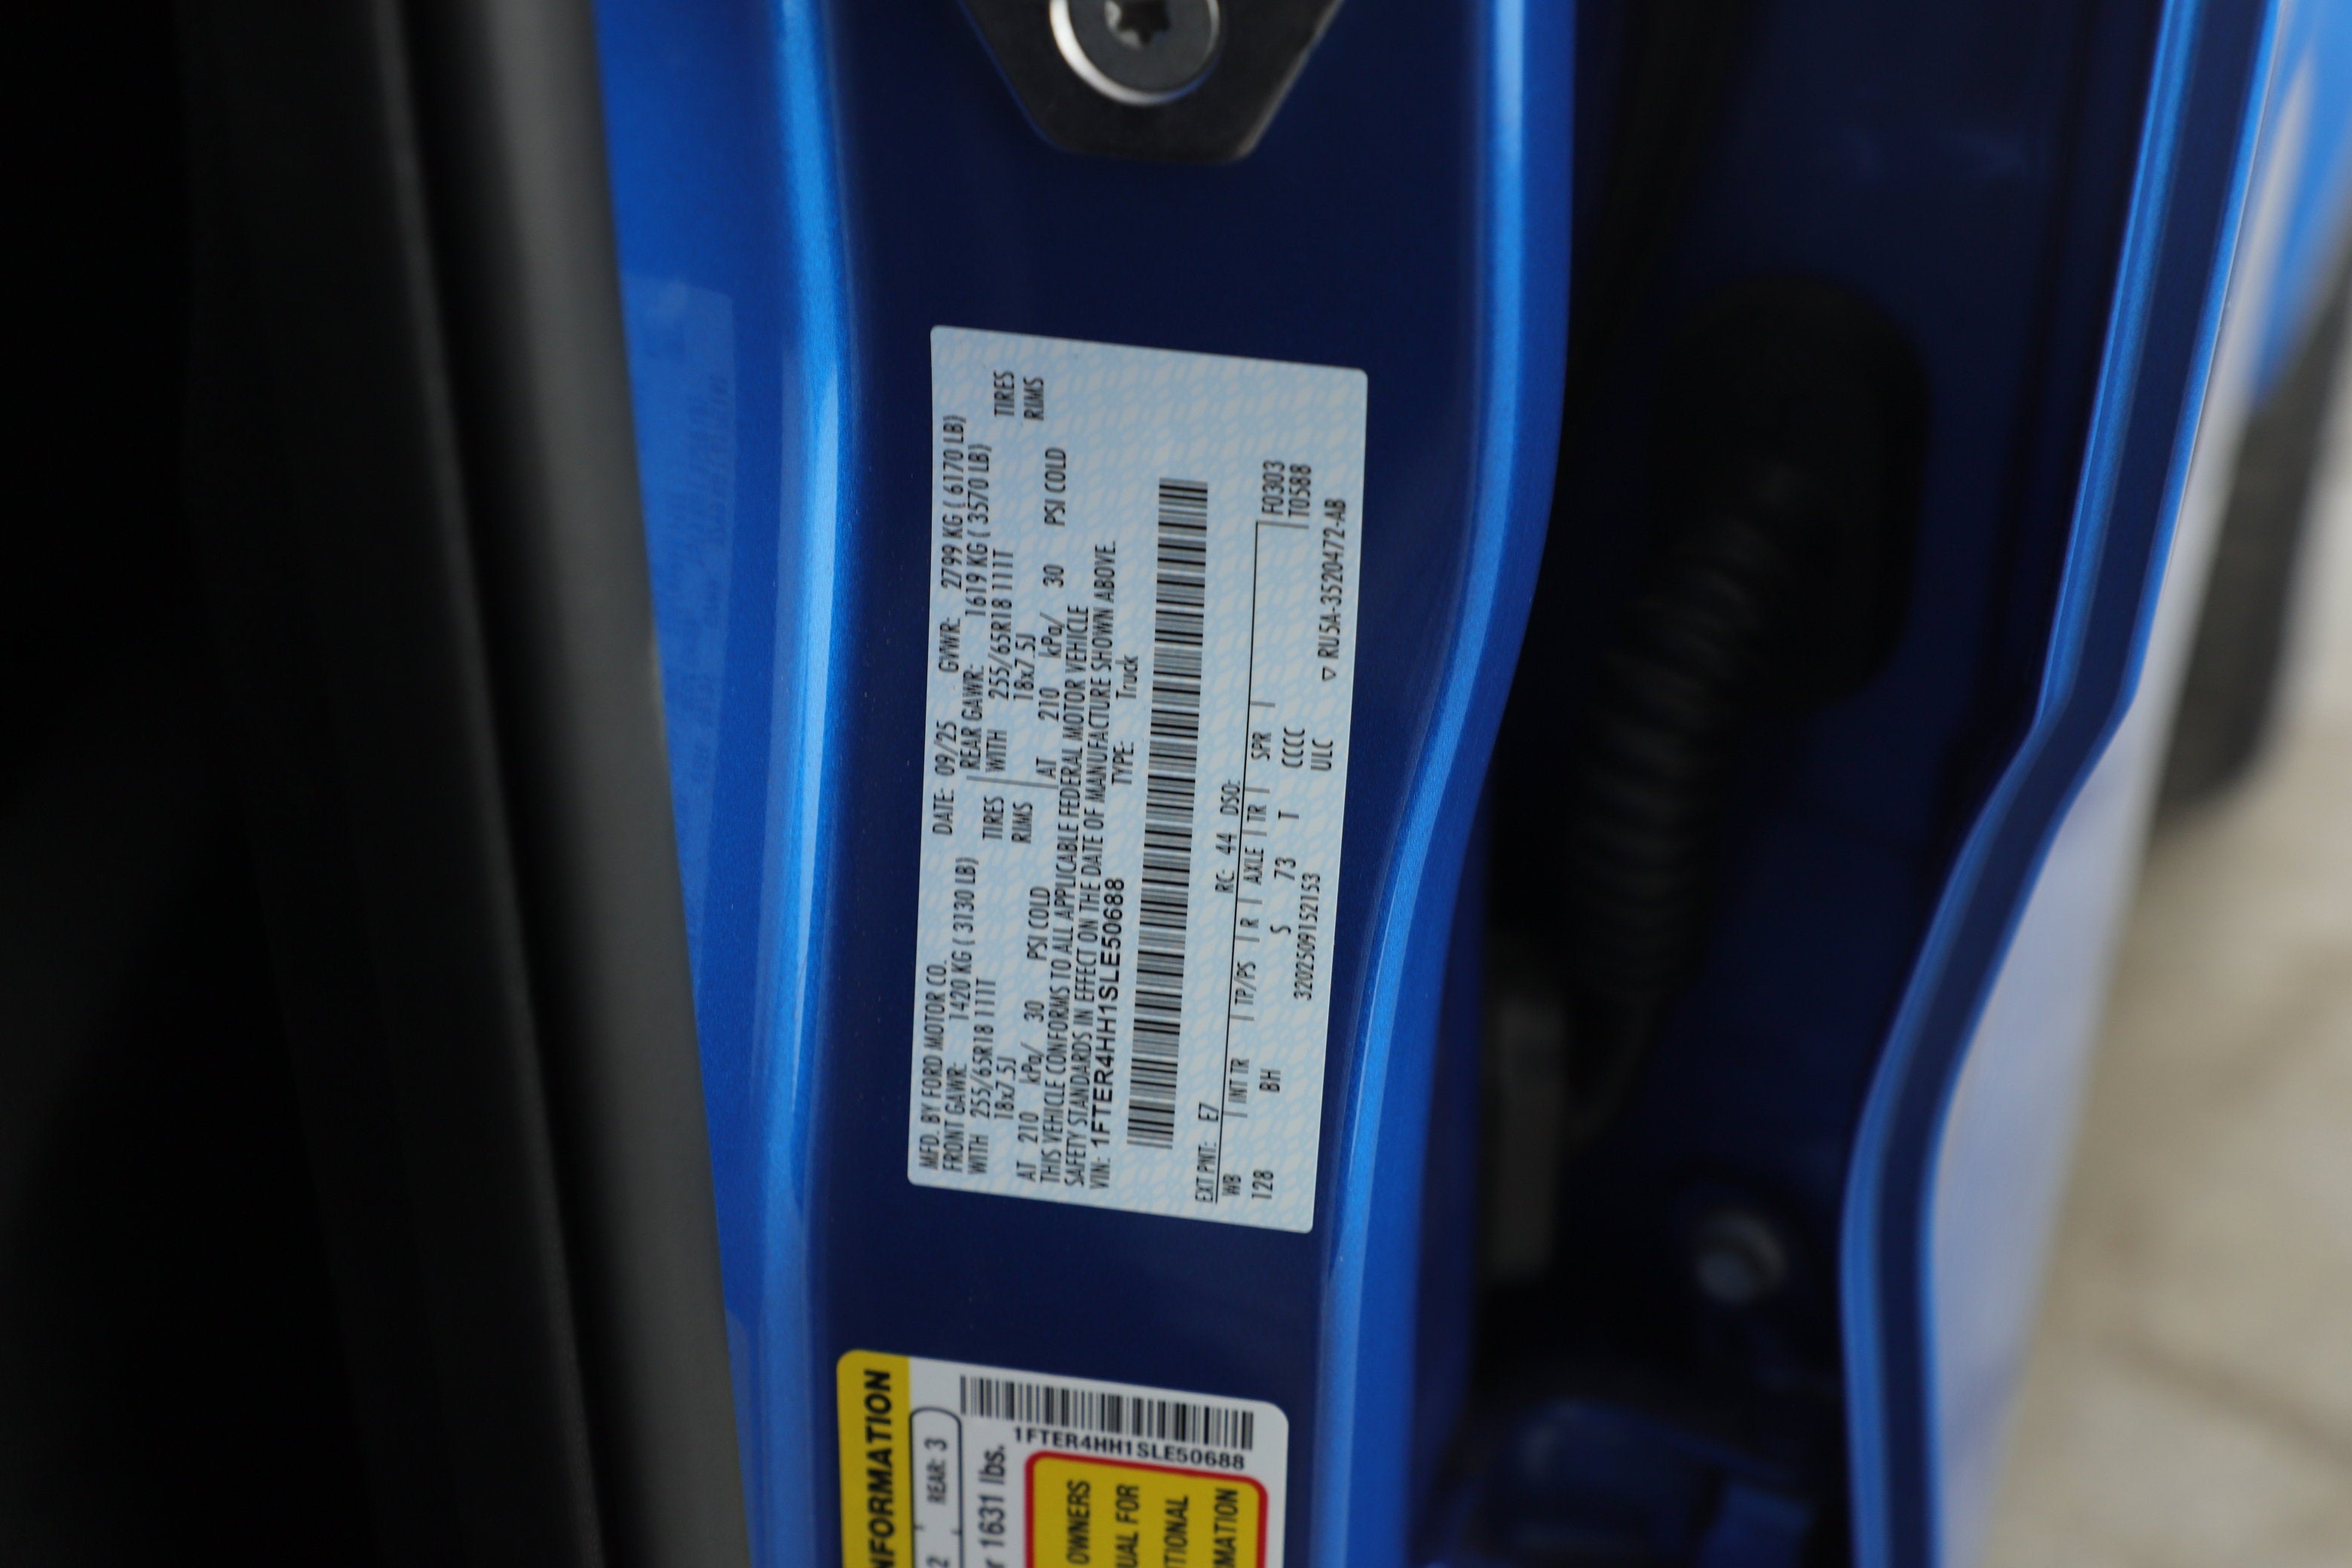 MFD. BY FORD MOTOR CO. DATE: 09/25 GVWR: 2799 KG ( 6170 LB)
FRONT GAWR: 1420 KG ( 3130 LB) REAR GAWR: 1619 KG ( 3570 LB)
WITH 255/65R18 111T TIRES WITH 255/65R18 111T TIRES
18x7.5J RIMS 18x7.5J RIMS
AT 210 kPa/ 30 PSI COLD AT 210 kPa/ 30 PSI COLD
THIS VEHICLE CONFORMS TO ALL APPLICABLE FEDERAL MOTOR VEHICLE
SAFETY STANDARDS IN EFFECT ON THE DATE OF MANUFACTURE SHOWN ABOVE.
VIN: 1FTER4HH1SLE50688 TYPE: Truck
EXT PNT: E7 RC: 44 DSO:
WB | INT TR | TP/PS | R | AXLE | TR | SPR | F0303
128 BH S 73 T CCCC T0588
3202509152153 ULC
▽ RU5A-3520472-AB
NFORMATION
2 REAR: 3
r 1631 lbs.
1FTER4HH1SLE50688
OWNERS
UAL FOR
ITIONAL
RMATION